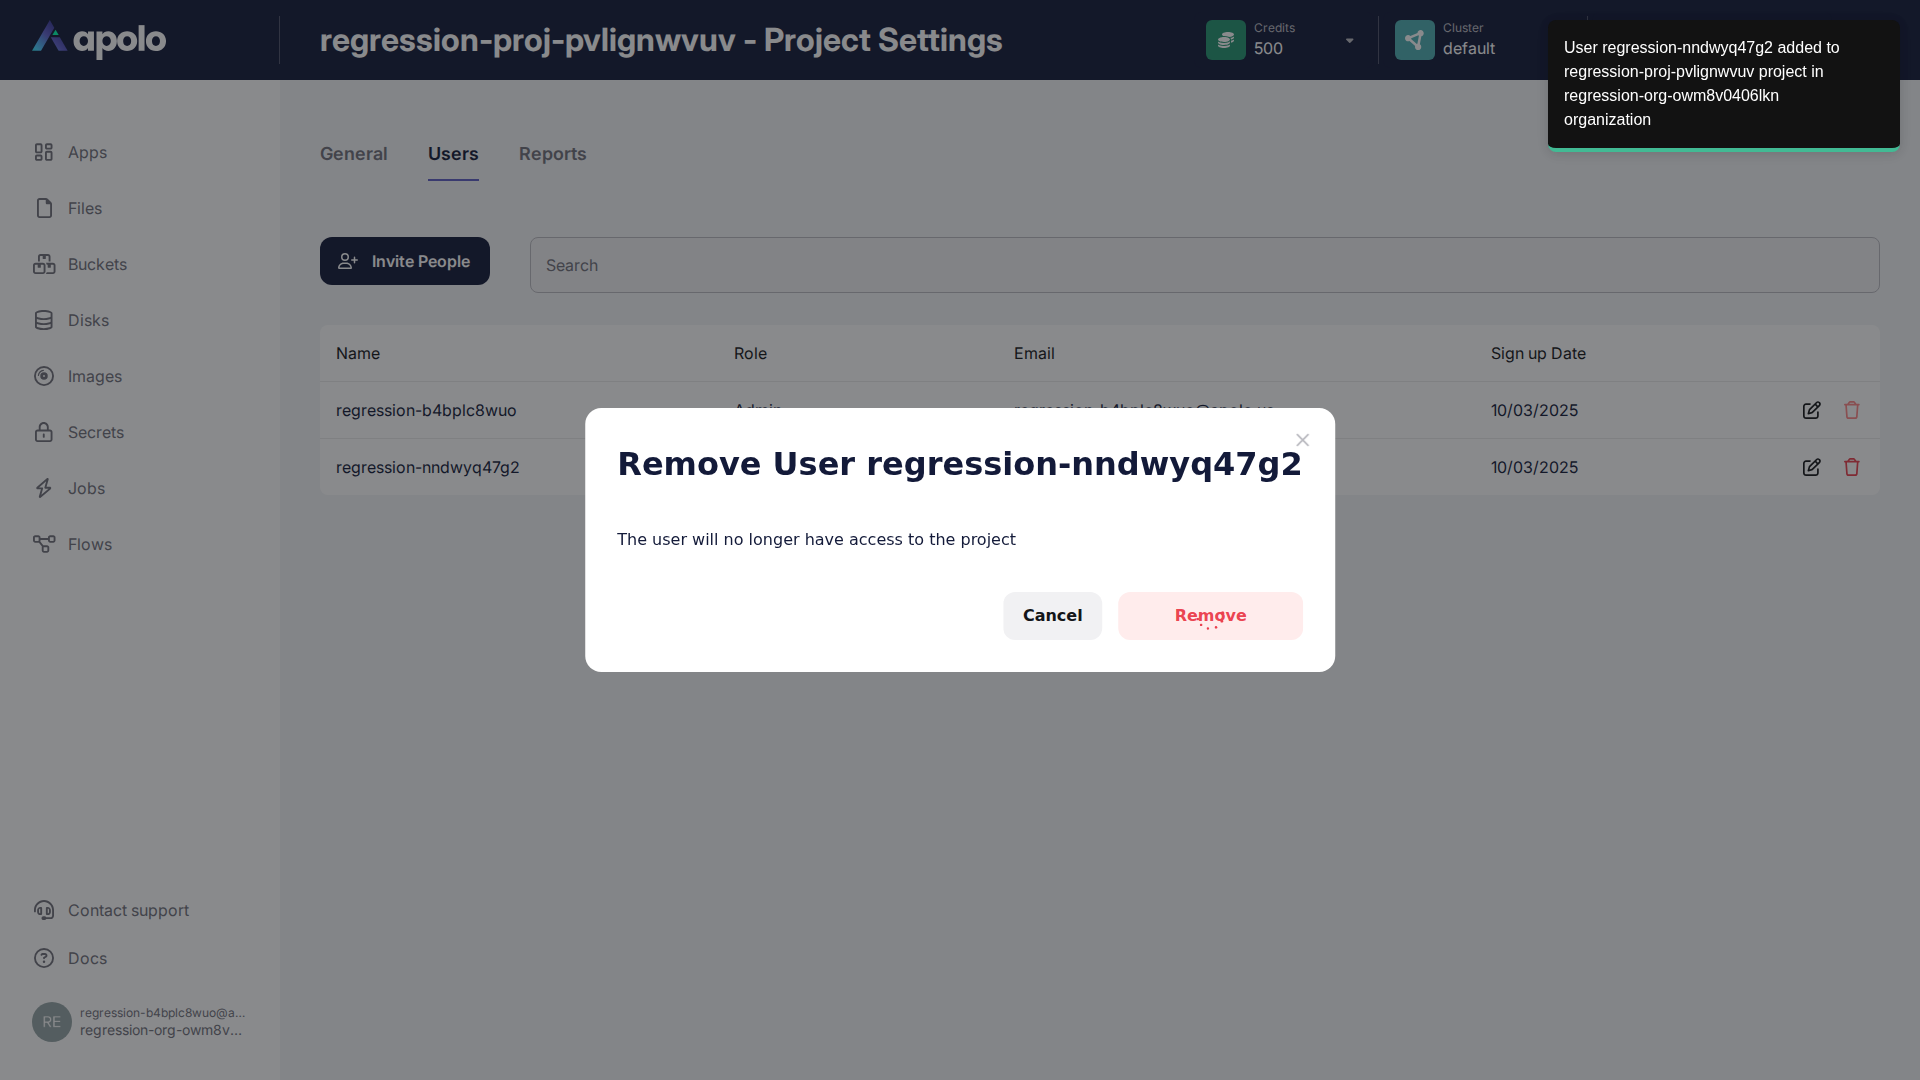 apolo
regression-proj-pvlignwvuv - Project Settings
Credits
500
Cluster
default
User regression-nndwyq47g2 added to
regression-proj-pvlignwvuv project in
regression-org-owm8v0406lkn
organization
Apps
Files
Buckets
Disks
Images
Secrets
Jobs
Flows
General
Users
Reports
Invite People
Search
Name
Role
Email
Sign up Date
regression-b4bplc8wuo
Admin
10/03/2025
regression-nndwyq47g2
10/03/2025
Remove User regression-nndwyq47g2
The user will no longer have access to the project
Cancel
Remove
Contact support
Docs
RE
regression-b4bplc8wuo@a...
regression-org-owm8v...